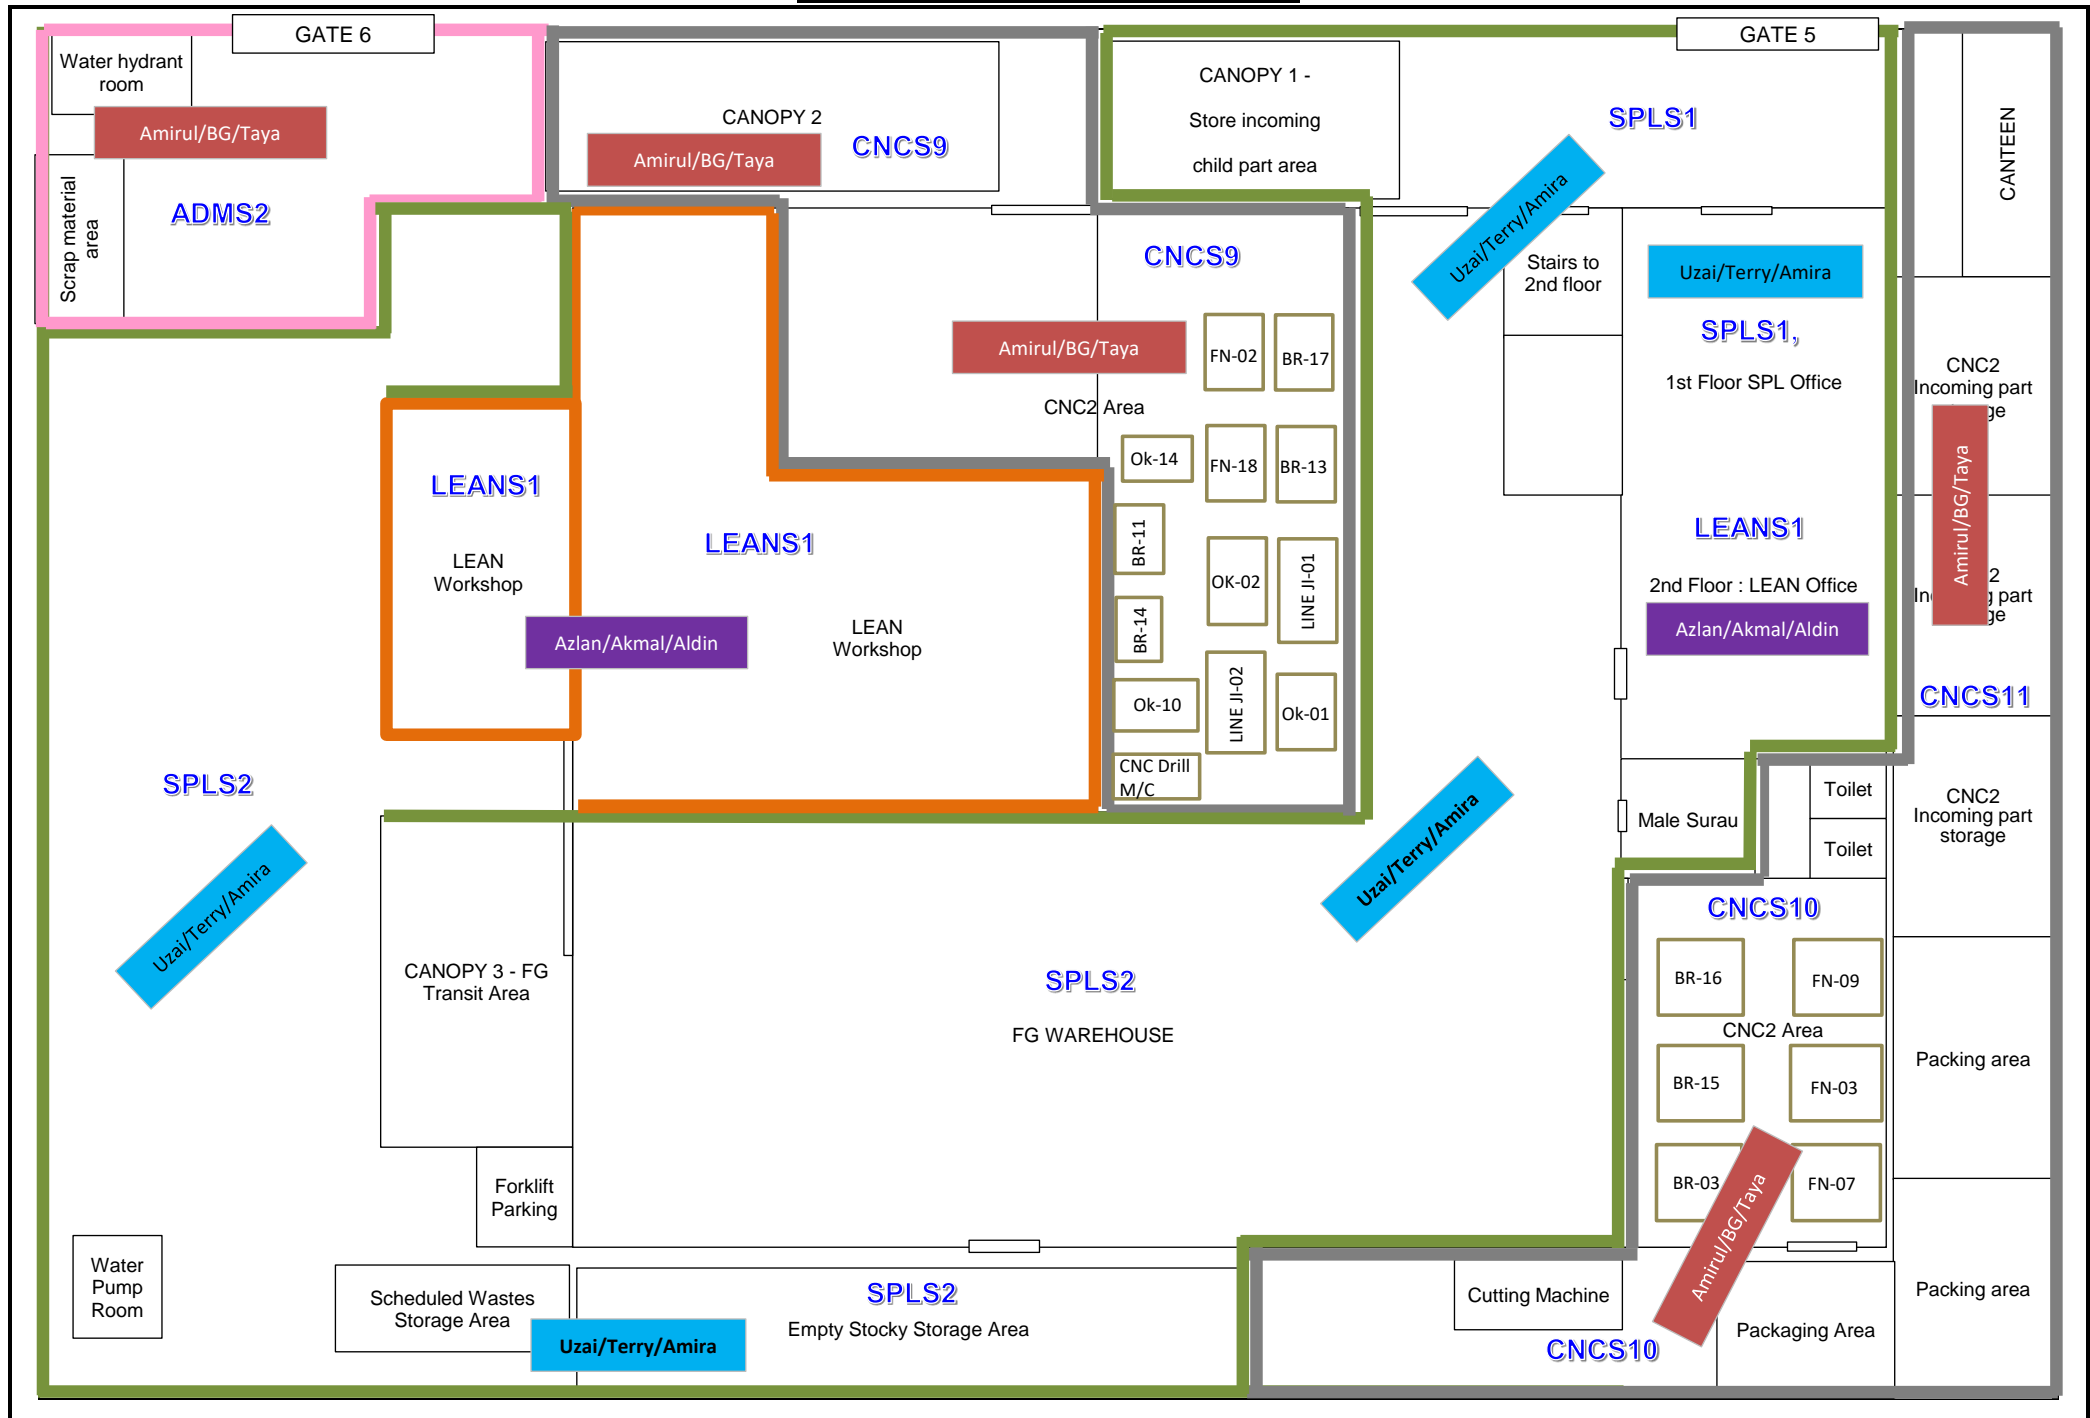 GATE 6
GATE 5
Water hydrant
room
Amirul/BG/Taya
Scrap material
area
ADMS2
CANOPY 2
CNCS9
Amirul/BG/Taya
CANOPY 1 -
Store incoming
child part area
SPLS1
Uzai/Terry/Amira
CANTEEN
CNCS9
Amirul/BG/Taya
CNC2 Area
FN-02
BR-17
Ok-14
FN-18
BR-13
BR-11
OK-02
LINE JI-01
BR-14
Ok-10
LINE JI-02
Ok-01
CNC Drill
M/C
Stairs to
2nd floor
Uzai/Terry/Amira
SPLS1,
1st Floor SPL Office
LEANS1
2nd Floor : LEAN Office
Azlan/Akmal/Aldin
CNC2
Incoming part
Amirul/BG/Taya
part
CNCS11
CNC2
Incoming part
storage
LEANS1
LEAN
Workshop
LEANS1
LEAN
Workshop
Azlan/Akmal/Aldin
SPLS2
Uzai/Terry/Amira
Uzai/Terry/Amira
Male Surau
Toilet
Toilet
CNCS10
BR-16
FN-09
CNC2 Area
BR-15
FN-03
BR-03
FN-07
Amirul/BG/Taya
Packing area
Packing area
CANOPY 3 - FG
Transit Area
SPLS2
FG WAREHOUSE
Forklift
Parking
Water
Pump
Room
Scheduled Wastes
Storage Area
Uzai/Terry/Amira
SPLS2
Empty Stocky Storage Area
Cutting Machine
CNCS10
Packaging Area